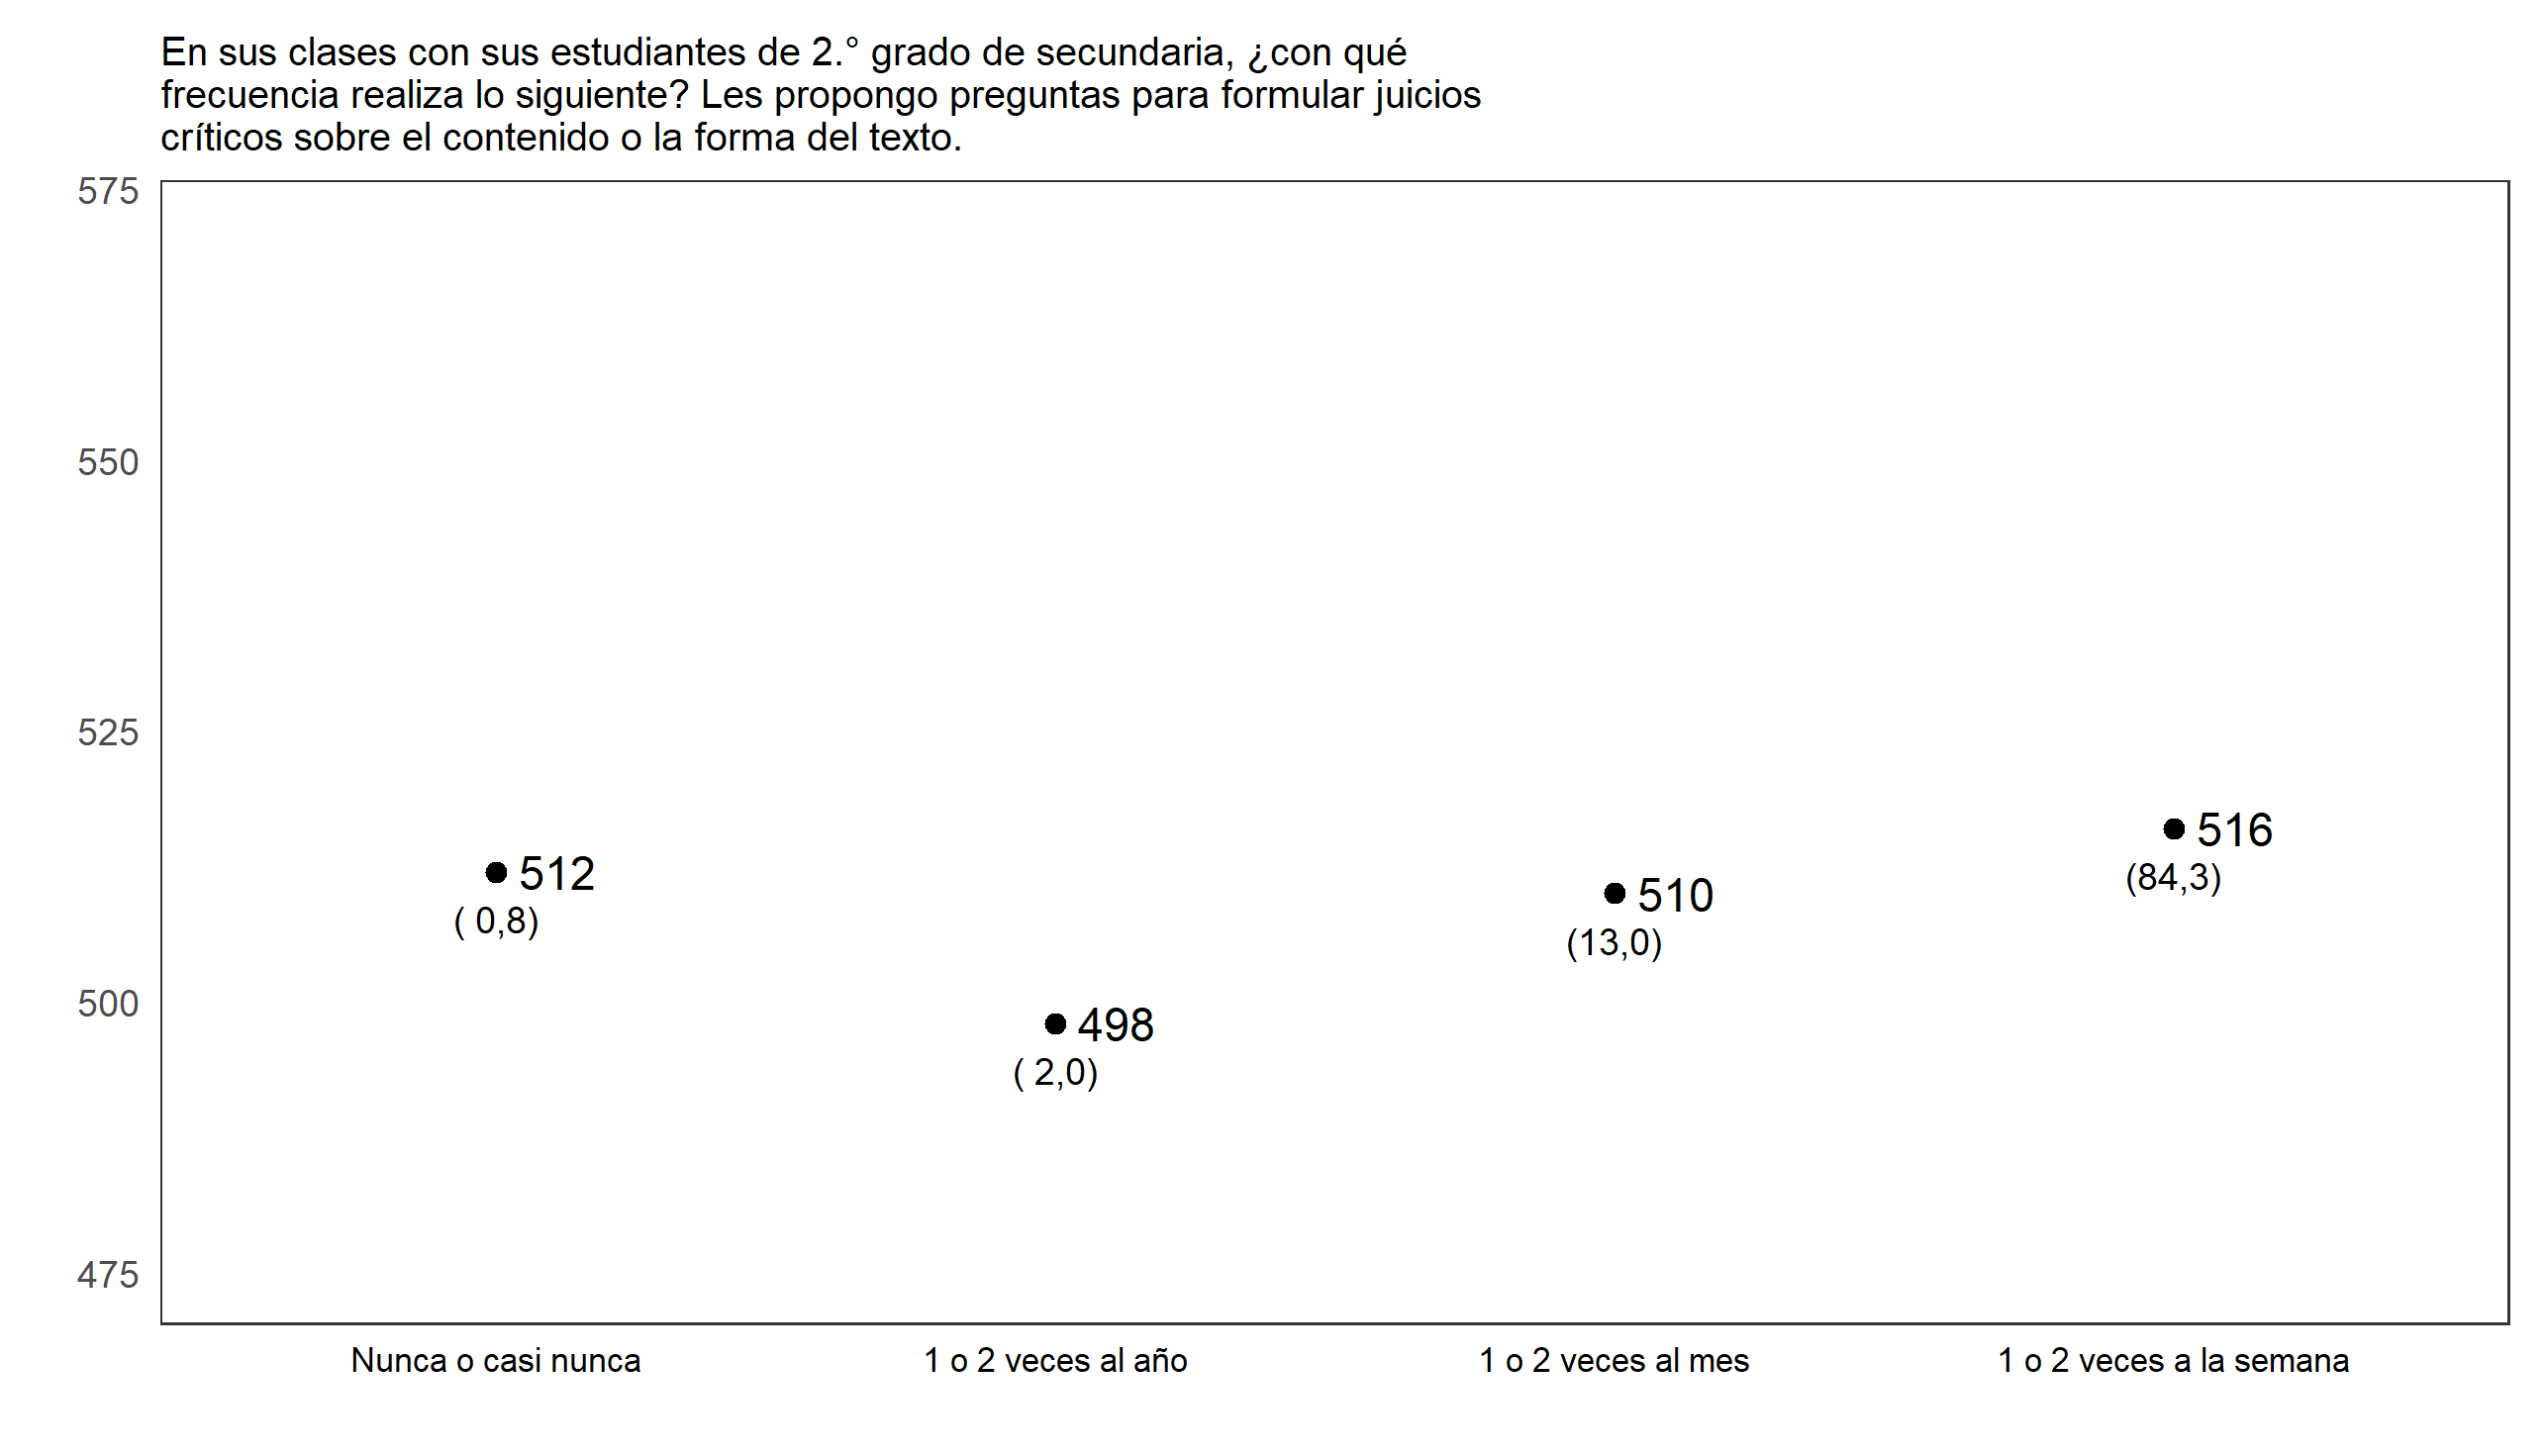 En sus clases con sus estudiantes de 2.° grado de secundaria, ¿con qué
frecuencia realiza lo siguiente? Les propongo preguntas para formular juicios
críticos sobre el contenido o la forma del texto.
575
550
525
500
475
512
( 0,8)
498
( 2,0)
510
(13,0)
516
(84,3)
Nunca o casi nunca
1 o 2 veces al año
1 o 2 veces al mes
1 o 2 veces a la semana